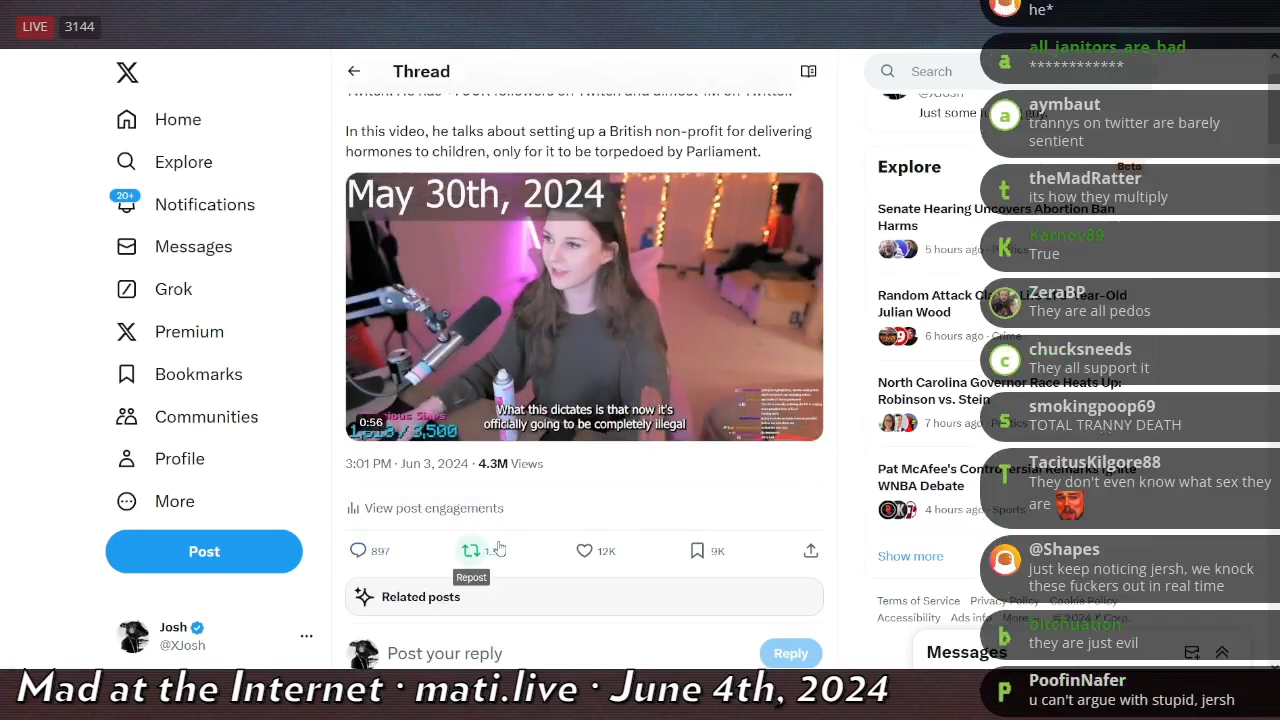 LIVE 3144
Thread
Search
Home
Explore
20+
Notifications
Messages
Grok
Premium
Bookmarks
Communities
Profile
More
Post
Josh
@XJosh
In this video, he talks about setting up a British non-profit for delivering
hormones to children, only for it to be torpedoed by Parliament.
May 30th, 2024
What this dictates is that now it's
officially going to be completely illegal
0:56
3:01 PM · Jun 3, 2024 · 4.3M Views
View post engagements
897
12K
9K
Repost
Related posts
Post your reply
Reply
@XJosh
Just some
Explore
Beta
Senate Hearing Uncovers Abortion Ban
Harms
5 hours ago
Random Attack
Julian Wood
6 hours ago · Crime
North Carolina Governor Race Heats Up:
Robinson vs. Stein
7 hours ago
Pat McAfee's Controversial Remarks Ignite
WNBA Debate
4 hours ago · Sports
Show more
Terms of Service Privacy Policy Cookie Policy
Accessibility Ads info More © 2024 X Corp.
Messages
he*
all_janitors_are_bad
************
aymbaut
trannys on twitter are barely
sentient
theMadRatter
its how they multiply
Karnov89
True
ZeraBP
They are all pedos
chucksneeds
They all support it
smokingpoop69
TOTAL TRANNY DEATH
TacitusKilgore88
They don't even know what sex they
are
@Shapes
just keep noticing jersh, we knock
these fuckers out in real time
bitchuation
they are just evil
PoofinNafer
u can't argue with stupid, jersh
Mad at the Internet · mati.live · June 4th, 2024